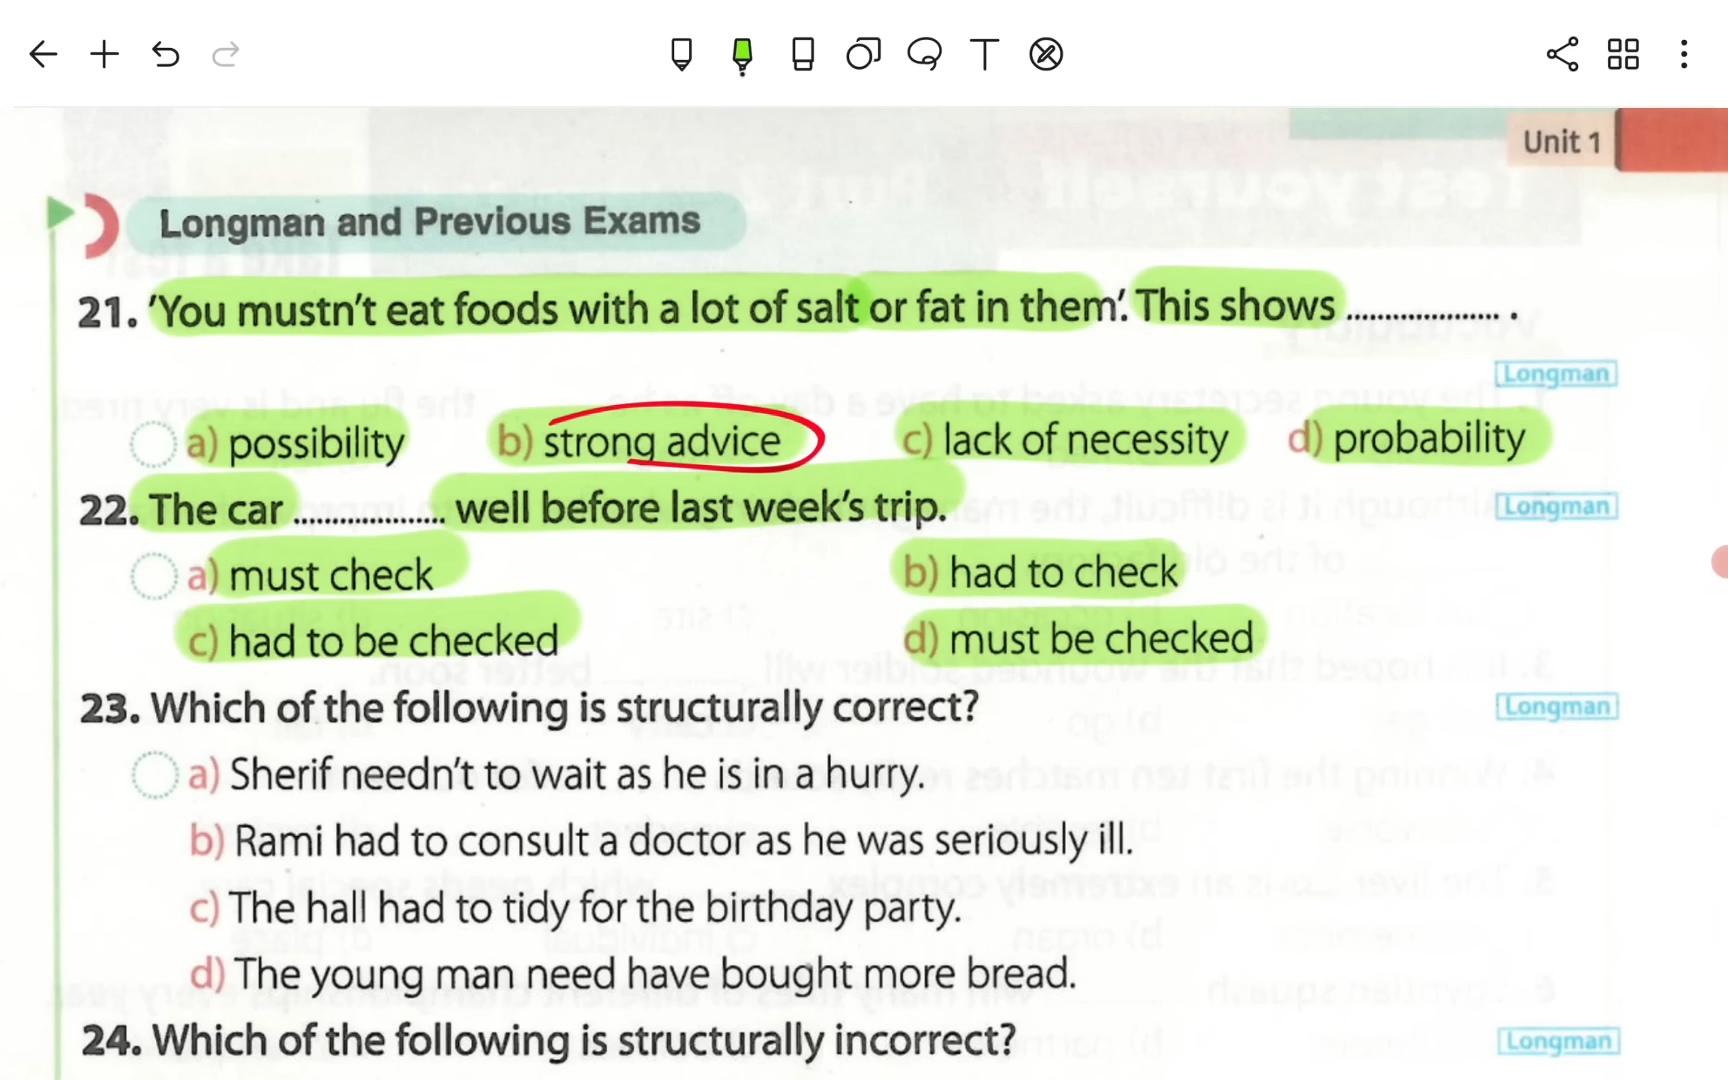 Unit 1
Longman and Previous Exams
21. 'You mustn't eat foods with a lot of salt or fat in them'. This shows .................... .
Longman
a) possibility b) strong advice c) lack of necessity d) probability
22. The car .................... well before last week's trip. Longman
a) must check b) had to check
c) had to be checked d) must be checked
23. Which of the following is structurally correct? Longman
a) Sherif needn't to wait as he is in a hurry.
b) Rami had to consult a doctor as he was seriously ill.
c) The hall had to tidy for the birthday party.
d) The young man need have bought more bread.
24. Which of the following is structurally incorrect? Longman